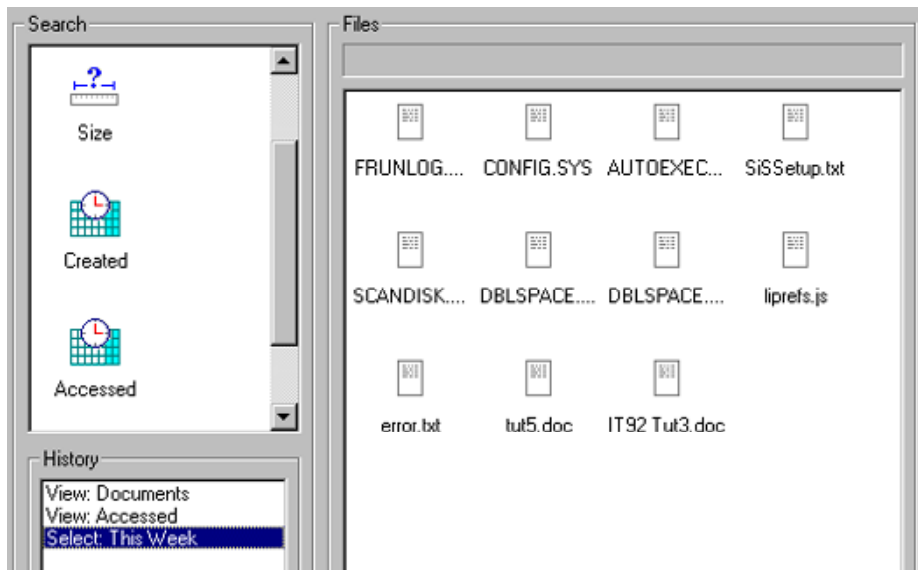 Search
Size
Created
Accessed
History
View: Documents
View: Accessed
Select: This Week
Files
FRUNLOG.... CONFIG.SYS AUTOEXEC... SiSSetup.txt
SCANDISK.... DBLSPACE.... DBLSPACE.... liprefs.js
error.txt tut5.doc IT92 Tut3.doc